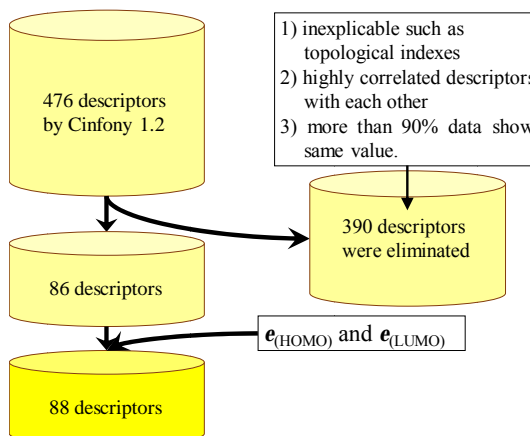 476 descriptors
by Cinfony 1.2
1) inexplicable such as
topological indexes
2) highly correlated descriptors
with each other
3) more than 90% data show
same value.
390 descriptors
were eliminated
86 descriptors
e(HOMO) and e(LUMO)
88 descriptors